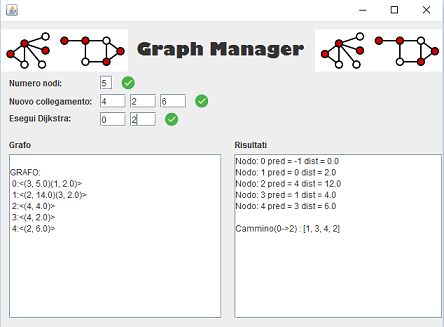 Graph Manager
Numero nodi: 5
Nuovo collegamento: 4 2 6
Esegui Dijkstra: 0 2
Grafo
GRAFO:
0:<(3, 5.0)(1, 2.0)>
1:<(2, 14.0)(3, 2.0)>
2:<(4, 4.0)>
3:<(4, 2.0)>
4:<(2, 6.0)>
Risultati
Nodo: 0 pred = -1 dist = 0.0
Nodo: 1 pred = 0 dist = 2.0
Nodo: 2 pred = 4 dist = 12.0
Nodo: 3 pred = 1 dist = 4.0
Nodo: 4 pred = 3 dist = 6.0
Cammino(0->2) : [1, 3, 4, 2]